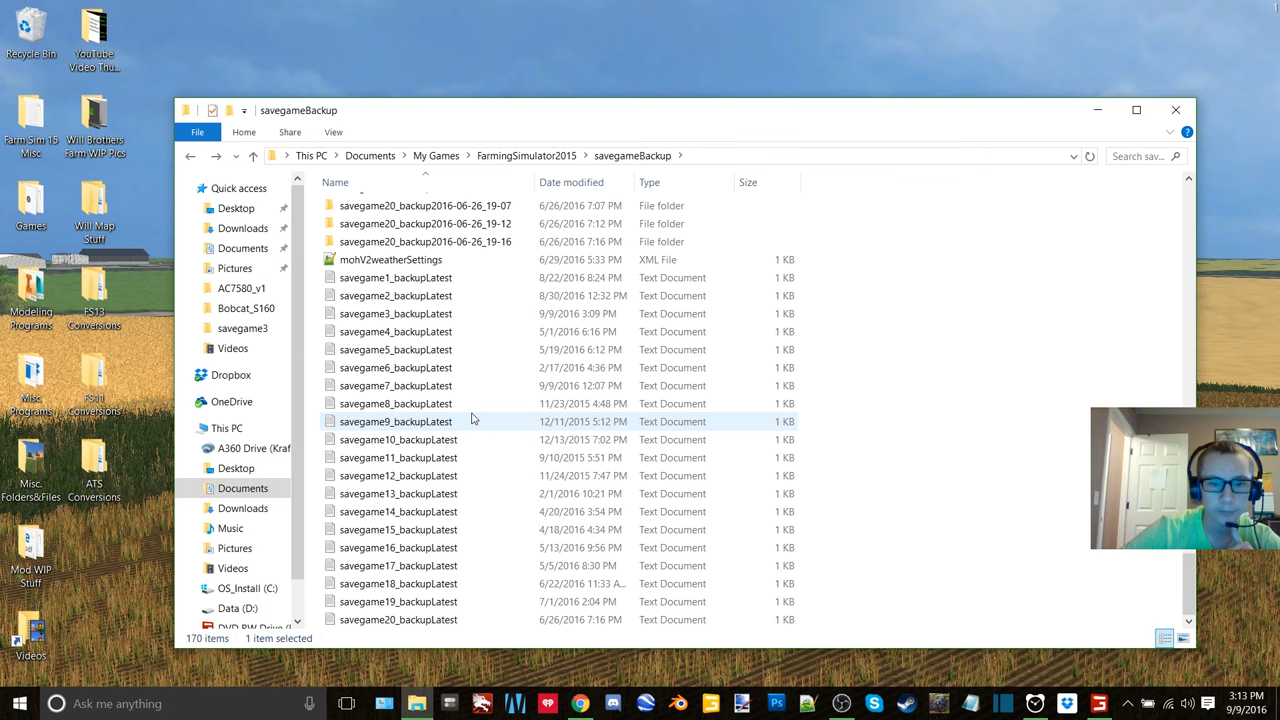 1
Recycle Bin
YouTube Video Thu...
Farm Sim 15 Misc
Will Brothers Farm WIP Pics
Games
Will Map Stuff
Modeling Programs
FS13 Conversions
Misc. Programs
FS11 Conversions
Misc. Folders&Files
ATS Conversions
Mod WIP Stuff
Videos
savegameBackup
File Home Share View
This PC > Documents > My Games > FarmingSimulator2015 > savegameBackup >
Search sav...
Quick access
Desktop
Downloads
Documents
Pictures
AC7580_v1
Bobcat_S160
savegame3
Videos
Dropbox
OneDrive
This PC
A360 Drive (Kraf
Desktop
Documents
Downloads
Music
Pictures
Videos
OS_Install (C:)
Data (D:)
Name Date modified Type Size
savegame20_backup2016-06-26_19-07 6/26/2016 7:07 PM File folder
savegame20_backup2016-06-26_19-12 6/26/2016 7:12 PM File folder
savegame20_backup2016-06-26_19-16 6/26/2016 7:16 PM File folder
mohV2weatherSettings 6/29/2016 5:33 PM XML File 1 KB
savegame1_backupLatest 8/22/2016 8:24 PM Text Document 1 KB
savegame2_backupLatest 8/30/2016 12:32 PM Text Document 1 KB
savegame3_backupLatest 9/9/2016 3:09 PM Text Document 1 KB
savegame4_backupLatest 5/1/2016 6:16 PM Text Document 1 KB
savegame5_backupLatest 5/19/2016 6:12 PM Text Document 1 KB
savegame6_backupLatest 2/17/2016 4:36 PM Text Document 1 KB
savegame7_backupLatest 9/9/2016 12:07 PM Text Document 1 KB
savegame8_backupLatest 11/23/2015 4:48 PM Text Document 1 KB
savegame9_backupLatest 12/11/2015 5:12 PM Text Document 1 KB
savegame10_backupLatest 12/13/2015 7:02 PM Text Document 1 KB
savegame11_backupLatest 9/10/2015 5:51 PM Text Document 1 KB
savegame12_backupLatest 11/24/2015 7:47 PM Text Document 1 KB
savegame13_backupLatest 2/1/2016 10:21 PM Text Document 1 KB
savegame14_backupLatest 4/20/2016 3:54 PM Text Document 1 KB
savegame15_backupLatest 4/18/2016 4:34 PM Text Document 1 KB
savegame16_backupLatest 5/13/2016 9:56 PM Text Document 1 KB
savegame17_backupLatest 5/5/2016 8:30 PM Text Document 1 KB
savegame18_backupLatest 6/22/2016 11:33 A... Text Document 1 KB
savegame19_backupLatest 7/1/2016 2:04 PM Text Document 1 KB
savegame20_backupLatest 6/26/2016 7:16 PM Text Document 1 KB
170 items 1 item selected
Ask me anything
3:13 PM
9/9/2016